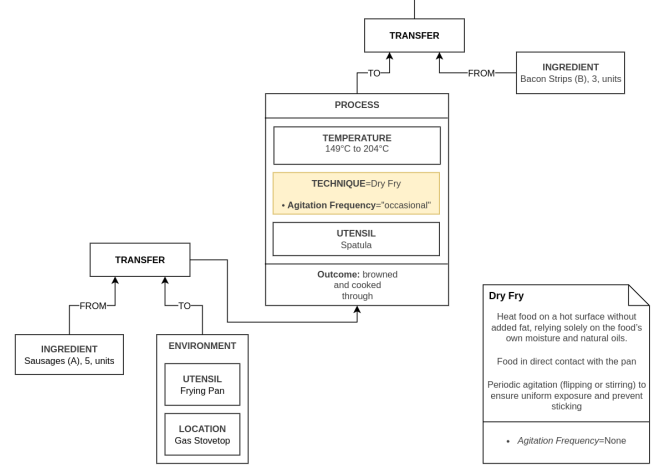 TRANSFER
TO
FROM
INGREDIENT
Bacon Strips (B), 3, units
PROCESS
TEMPERATURE
149°C to 204°C
TECHNIQUE=Dry Fry
• Agitation Frequency="occasional"
UTENSIL
Spatula
Outcome: browned
and cooked
through
TRANSFER
FROM
TO
INGREDIENT
Sausages (A), 5, units
ENVIRONMENT
UTENSIL
Frying Pan
LOCATION
Gas Stovetop
Dry Fry
Heat food on a hot surface without
added fat, relying solely on the food's
own moisture and natural oils.
Food in direct contact with the pan
Periodic agitation (flipping or stirring) to
ensure uniform exposure and prevent
sticking
• Agitation Frequency=None